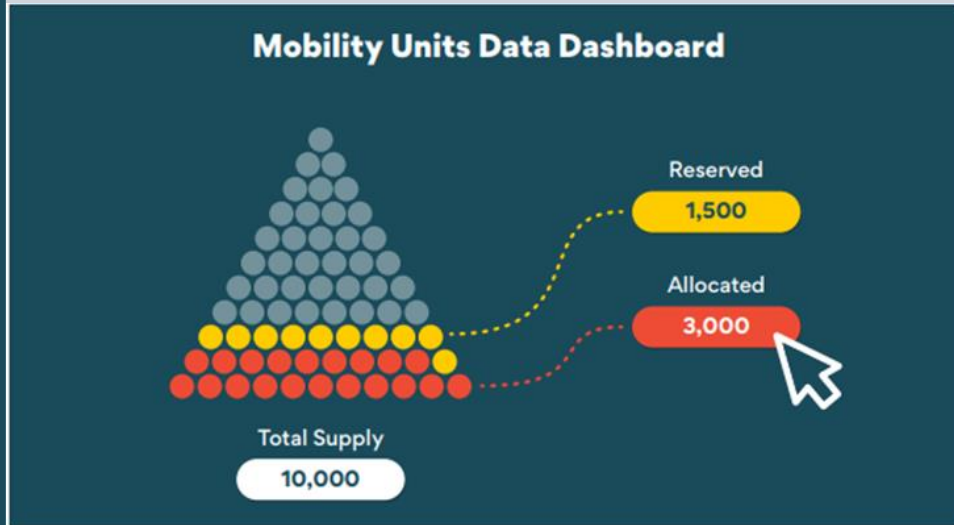 Mobility Units Data Dashboard
Reserved
1,500
Allocated
3,000
Total Supply
10,000